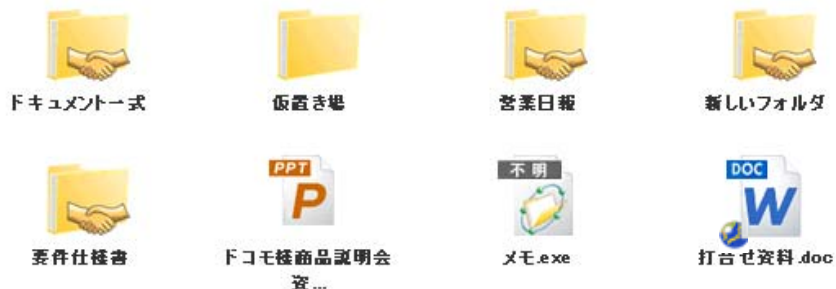 ドキュメント一式
仮置き場
営業日報
新しいフォルダ
PPT
P
不明
DOC
W
要件仕様書
ドコモ様商品説明会
資...
メモ.exe
打合せ資料.doc